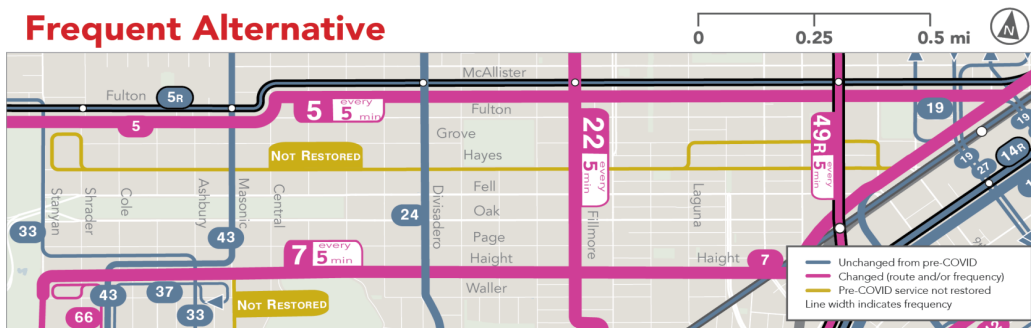 Frequent Alternative
0 0.25 0.5 mi
N
McAllister
Fulton
5R
5
5 every 5 min
Fulton
Grove
NOT RESTORED
Hayes
22 every 5 min
49R every 5 min
19
19
19
27
14R
Stanyan
Shrader
Cole
Ashbury
Masonic
Central
Divisadero
Fillmore
Laguna
Fell
Oak
Page
Haight
Haight
Waller
33
43
24
7 every 5 min
7
43
37
33
66
NOT RESTORED
Unchanged from pre-COVID
Changed (route and/or frequency)
Pre-COVID service not restored
Line width indicates frequency